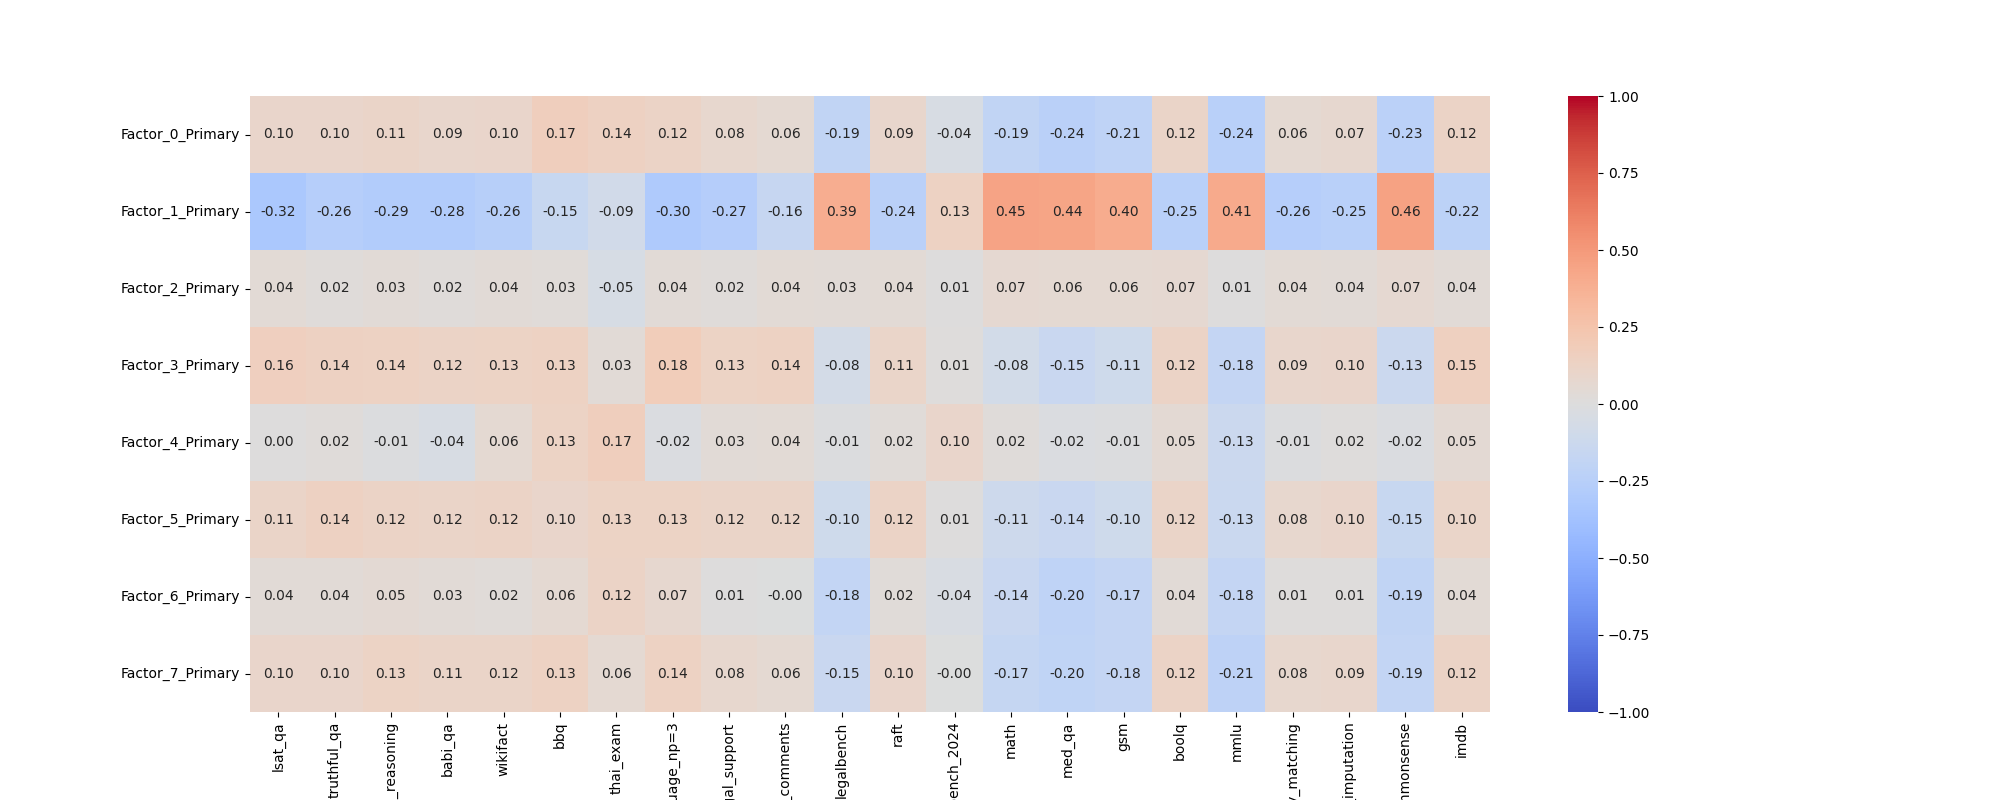 Factor_0_Primary 0.10 0.10 0.11 0.09 0.10 0.17 0.14 0.12 0.08 0.06 -0.19 0.09 -0.04 -0.19 -0.24 -0.21 0.12 -0.24 0.06 0.07 -0.23 0.12
Factor_1_Primary -0.32 -0.26 -0.29 -0.28 -0.26 -0.15 -0.09 -0.30 -0.27 -0.16 0.39 -0.24 0.13 0.45 0.44 0.40 -0.25 0.41 -0.26 -0.25 0.46 -0.22
Factor_2_Primary 0.04 0.02 0.03 0.02 0.04 0.03 -0.05 0.04 0.02 0.04 0.03 0.04 0.01 0.07 0.06 0.06 0.07 0.01 0.04 0.04 0.07 0.04
Factor_3_Primary 0.16 0.14 0.14 0.12 0.13 0.13 0.03 0.18 0.13 0.14 -0.08 0.11 0.01 -0.08 -0.15 -0.11 0.12 -0.18 0.09 0.10 -0.13 0.15
Factor_4_Primary 0.00 0.02 -0.01 -0.04 0.06 0.13 0.17 -0.02 0.03 0.04 -0.01 0.02 0.10 0.02 -0.02 -0.01 0.05 -0.13 -0.01 0.02 -0.02 0.05
Factor_5_Primary 0.11 0.14 0.12 0.12 0.12 0.10 0.13 0.13 0.12 0.12 -0.10 0.12 0.01 -0.11 -0.14 -0.10 0.12 -0.13 0.08 0.10 -0.15 0.10
Factor_6_Primary 0.04 0.04 0.05 0.03 0.02 0.06 0.12 0.07 0.01 -0.00 -0.18 0.02 -0.04 -0.14 -0.20 -0.17 0.04 -0.18 0.01 0.01 -0.19 0.04
Factor_7_Primary 0.10 0.10 0.13 0.11 0.12 0.13 0.06 0.14 0.08 0.06 -0.15 0.10 -0.00 -0.17 -0.20 -0.18 0.12 -0.21 0.08 0.09 -0.19 0.12
lsat_qa
truthful_qa
_reasoning
babi_qa
wikifact
bbq
thai_exam
uage_np=3
gal_support
_comments
legalbench
raft
ench_2024
math
med_qa
gsm
boolq
mmlu
y_matching
imputation
mmonsense
imdb
1.00
0.75
0.50
0.25
0.00
−0.25
−0.50
−0.75
−1.00